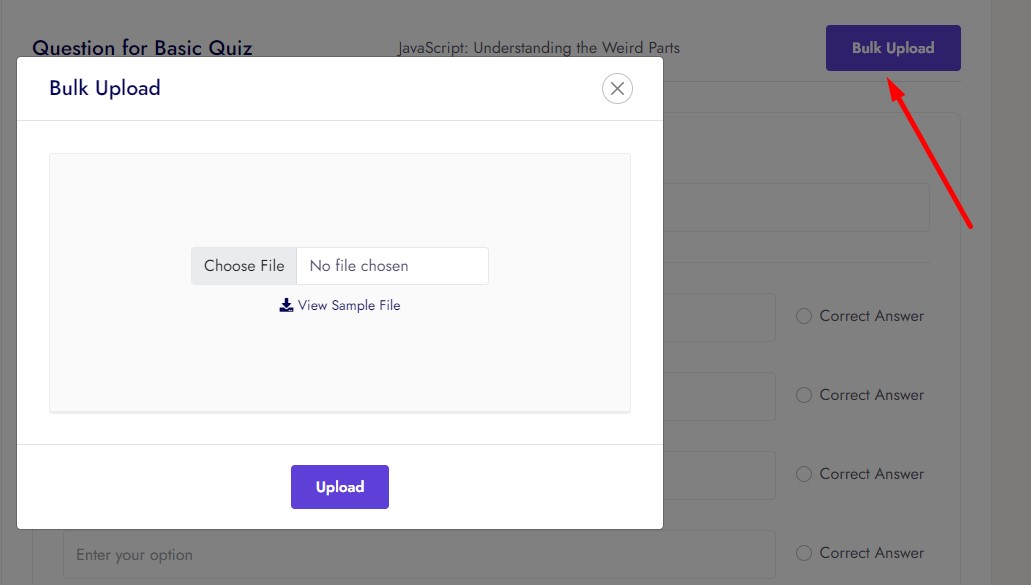 Question for Basic Quiz
JavaScript: Understanding the Weird Parts
Bulk Upload
Bulk Upload
Choose File
No file chosen
View Sample File
Correct Answer
Correct Answer
Correct Answer
Upload
Enter your option
Correct Answer